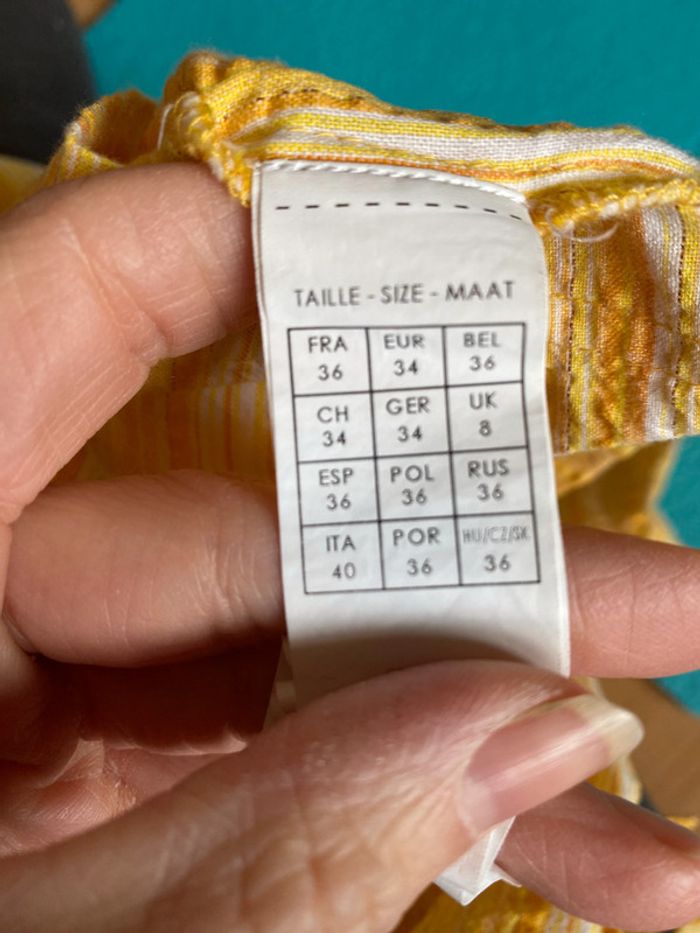 TAILLE - SIZE - MAAT
FRA EUR BEL
36 34 36
CH GER UK
34 34 8
ESP POL RUS
36 36 36
ITA POR HU/CZ/SK
40 36 36